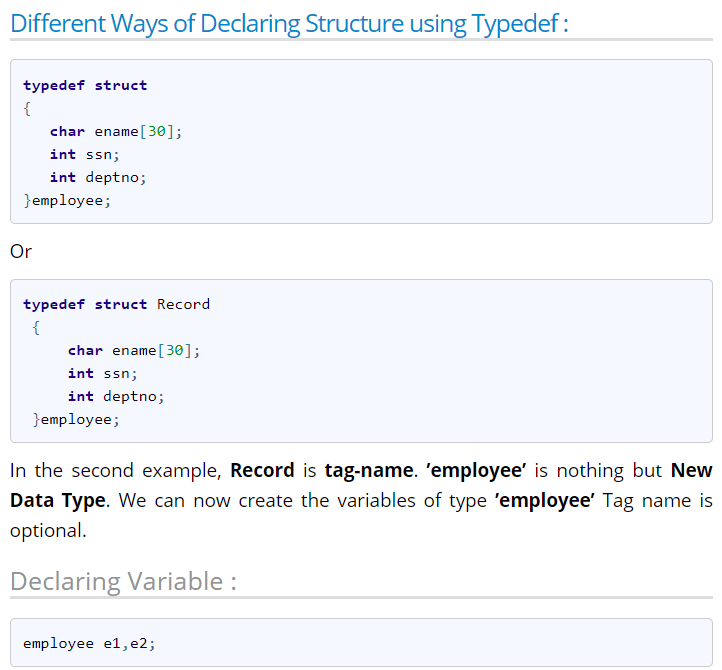 Different Ways of Declaring Structure using Typedef :
typedef struct
{
   char ename[30];
   int ssn;
   int deptno;
}employee;
Or
typedef struct Record
 {
     char ename[30];
     int ssn;
     int deptno;
 }employee;
In the second example, Record is tag-name. ’employee’ is nothing but New
Data Type. We can now create the variables of type ’employee’ Tag name is
optional.
Declaring Variable :
employee e1,e2;